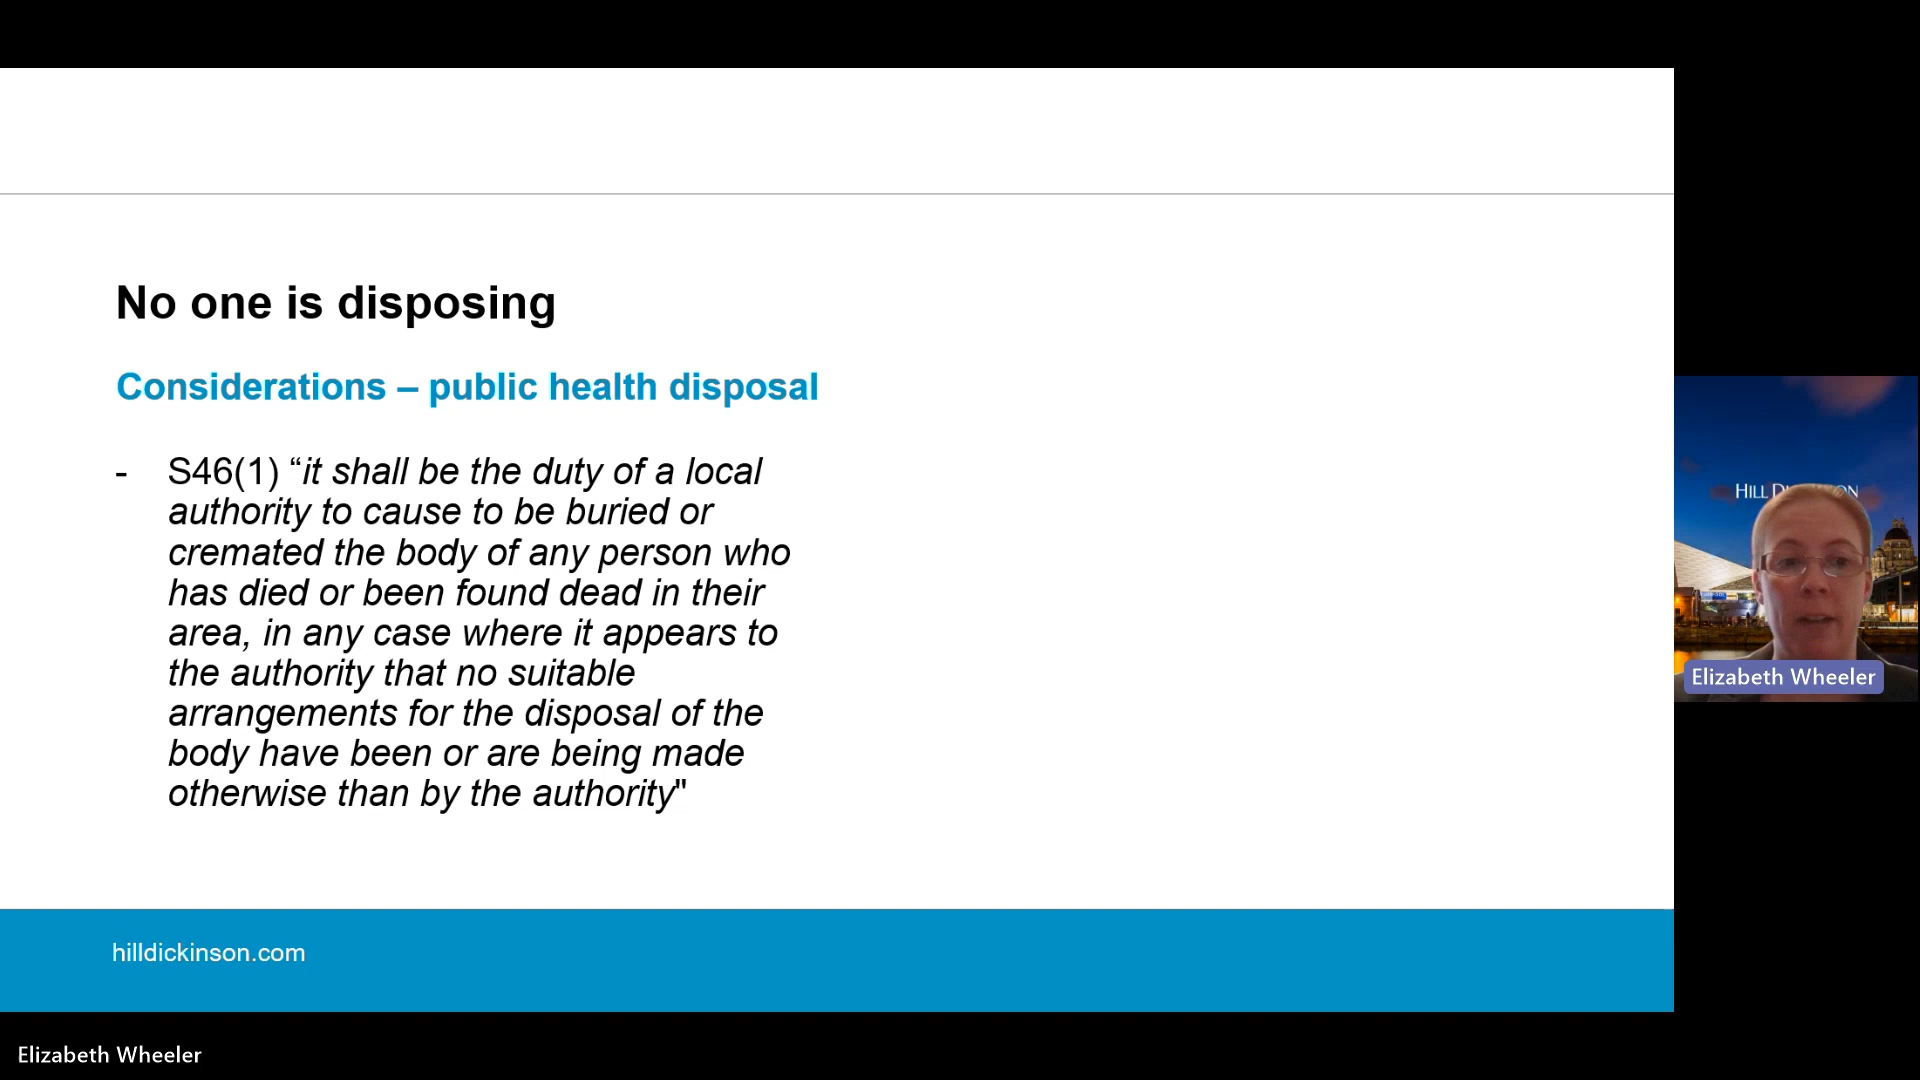 No one is disposing
Considerations – public health disposal
- S46(1) “it shall be the duty of a local
authority to cause to be buried or
cremated the body of any person who
has died or been found dead in their
area, in any case where it appears to
the authority that no suitable
arrangements for the disposal of the
body have been or are being made
otherwise than by the authority"
hilldickinson.com
HILL D ON
Elizabeth Wheeler
Elizabeth Wheeler